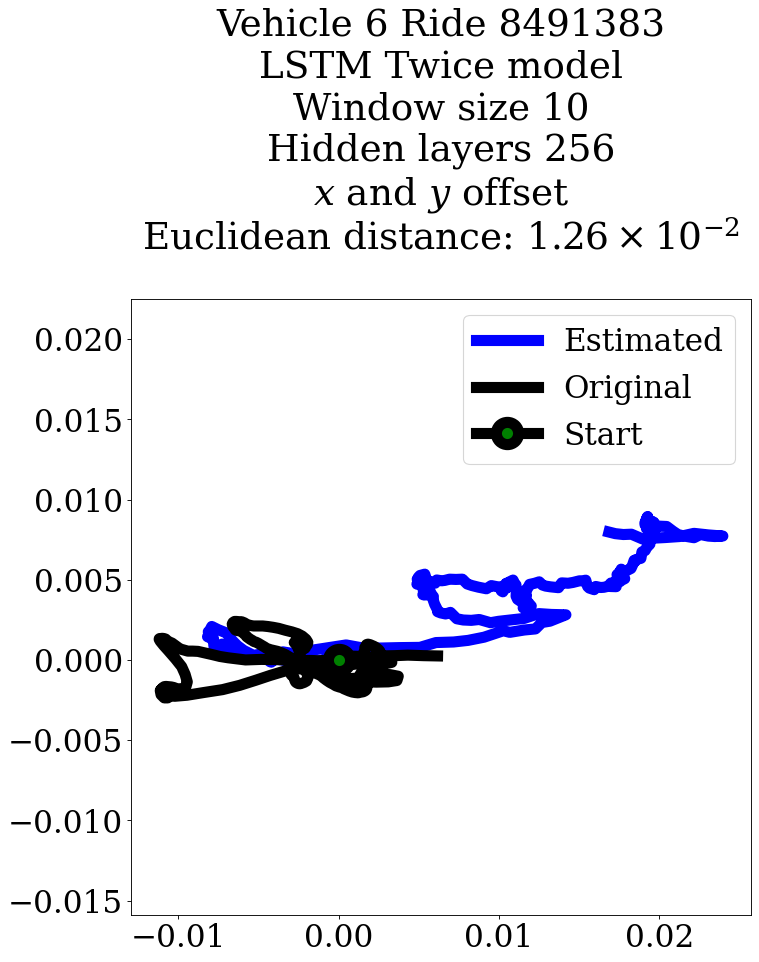 Vehicle 6 Ride 8491383
LSTM Twice model
Window size 10
Hidden layers 256
x and y offset
Euclidean distance: 1.26 × 10⁻²
Estimated
Original
Start
0.020
0.015
0.010
0.005
0.000
−0.005
−0.010
−0.015
−0.01 0.00 0.01 0.02